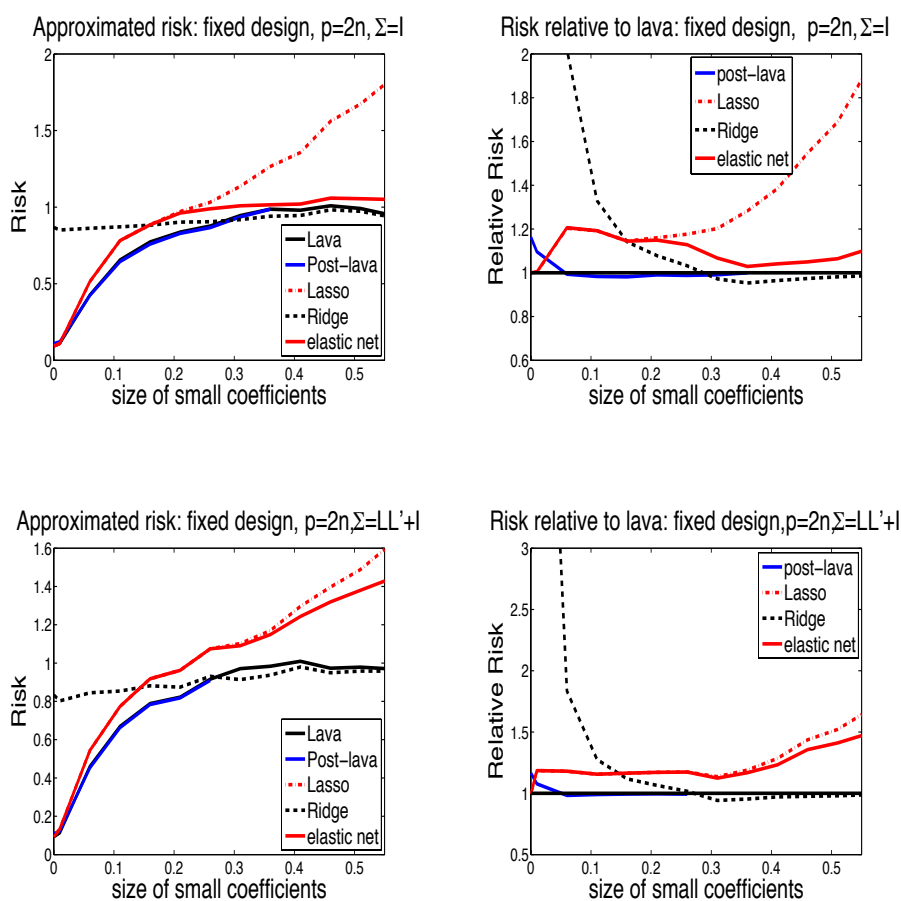 Approximated risk: fixed design, p=2n, Σ=I
2
1.5
1
0.5
0
Risk
0 0.1 0.2 0.3 0.4 0.5
size of small coefficients
Lava
Post−lava
Lasso
Ridge
elastic net
Risk relative to lava: fixed design, p=2n, Σ=I
2
1.8
1.6
1.4
1.2
1
0.8
0.6
Relative Risk
0 0.1 0.2 0.3 0.4 0.5
size of small coefficients
post−lava
Lasso
Ridge
elastic net
Approximated risk: fixed design, p=2n,Σ=LL'+I
1.6
1.4
1.2
1
0.8
0.6
0.4
0.2
0
Risk
0 0.1 0.2 0.3 0.4 0.5
size of small coefficients
Lava
Post−lava
Lasso
Ridge
elastic net
Risk relative to lava: fixed design,p=2n,Σ=LL'+I
3
2.5
2
1.5
1
0.5
Relative Risk
0 0.1 0.2 0.3 0.4 0.5
size of small coefficients
post−lava
Lasso
Ridge
elastic net